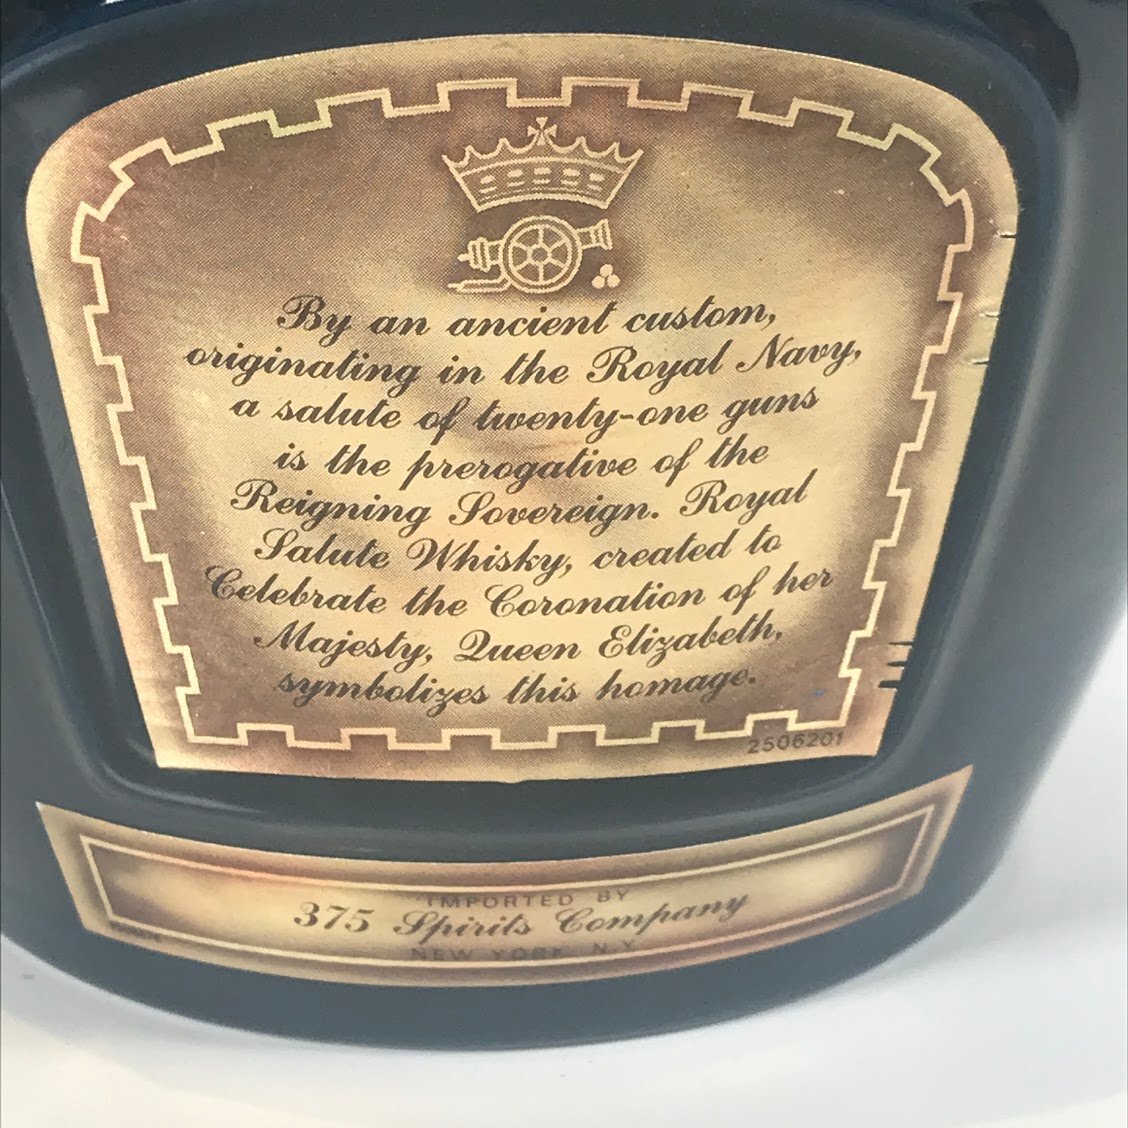 By an ancient custom,
originating in the Royal Navy,
a salute of twenty-one guns
is the prerogative of the
Reigning Sovereign. Royal
Salute Whisky, created to
Celebrate the Coronation of her
Majesty, Queen Elizabeth,
symbolizes this homage.
2506201
IMPORTED BY
375 Spirits Company
NEW YORK N.Y.